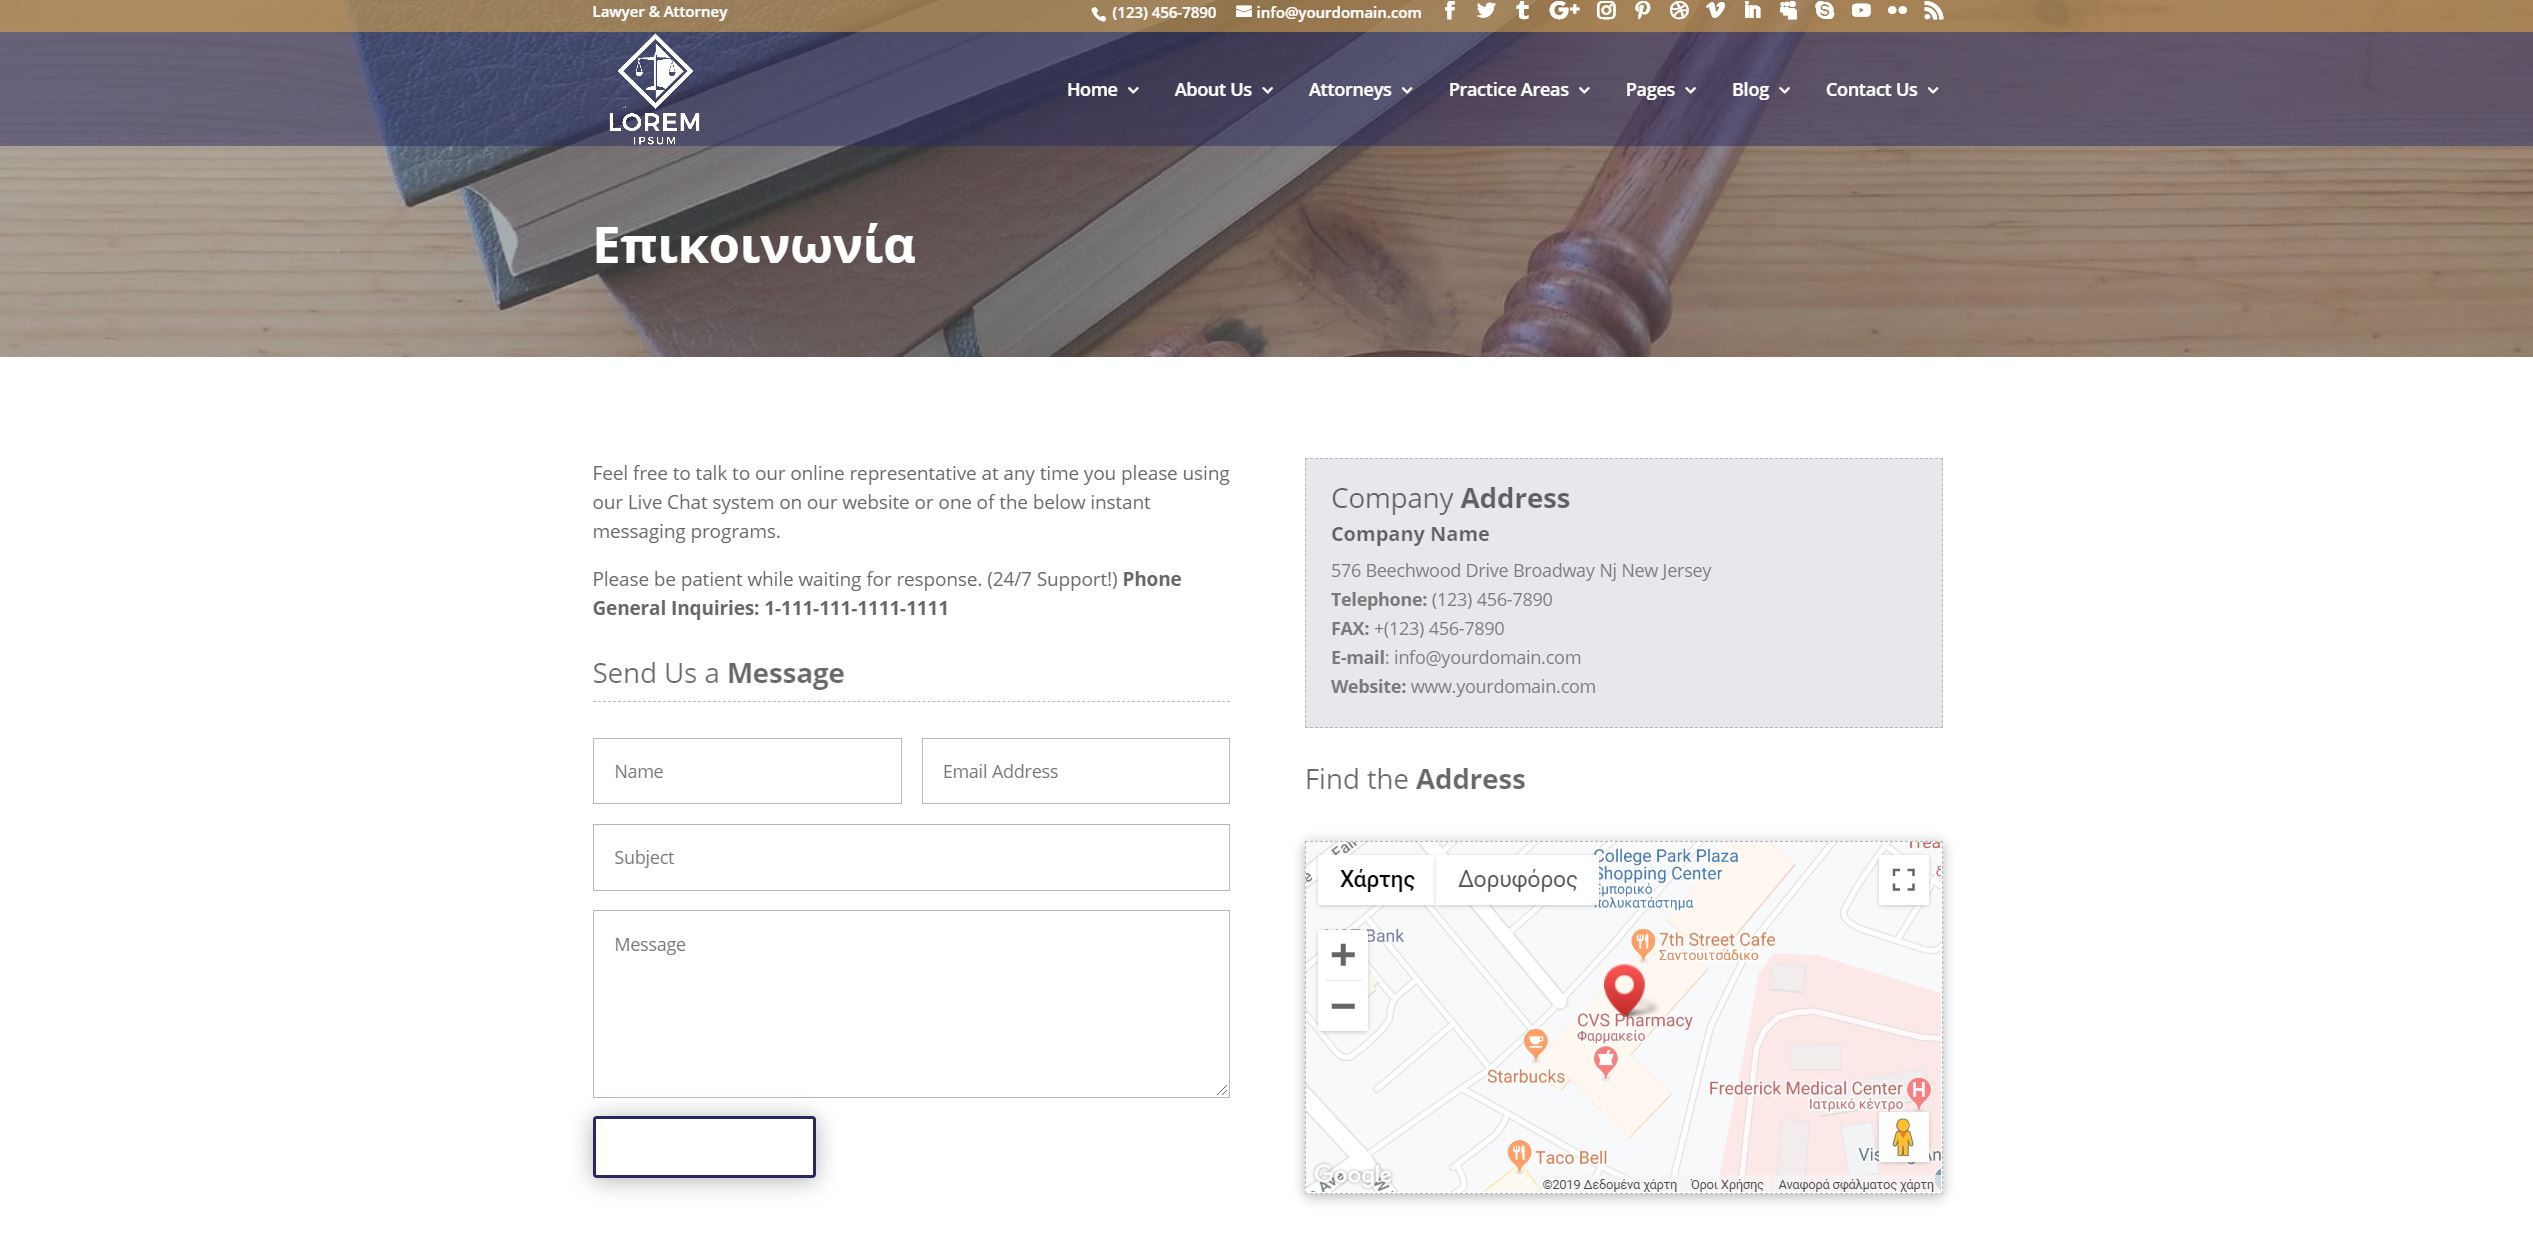 Lawyer & Attorney
(123) 456-7890 info@yourdomain.com
LOREM
IPSUM
Home About Us Attorneys Practice Areas Pages Blog Contact Us
Επικοινωνία
Feel free to talk to our online representative at any time you please using
our Live Chat system on our website or one of the below instant
messaging programs.
Please be patient while waiting for response. (24/7 Support!) Phone
General Inquiries: 1-111-111-1111-1111
Send Us a Message
Name
Email Address
Subject
Message
Company Address
Company Name
576 Beechwood Drive Broadway Nj New Jersey
Telephone: (123) 456-7890
FAX: +(123) 456-7890
E-mail: info@yourdomain.com
Website: www.yourdomain.com
Find the Address
Χάρτης
Δορυφόρος
College Park Plaza
Shopping Center
Εμπορικό
πολυκατάστημα
Bank
7th Street Cafe
Σαντουιτσάδικο
CVS Pharmacy
Φαρμακείο
Starbucks
Frederick Medical Center
Ιατρικό κέντρο
Taco Bell
Google
©2019 Δεδομένα χάρτη Όροι Χρήσης Αναφορά σφάλματος χάρτη